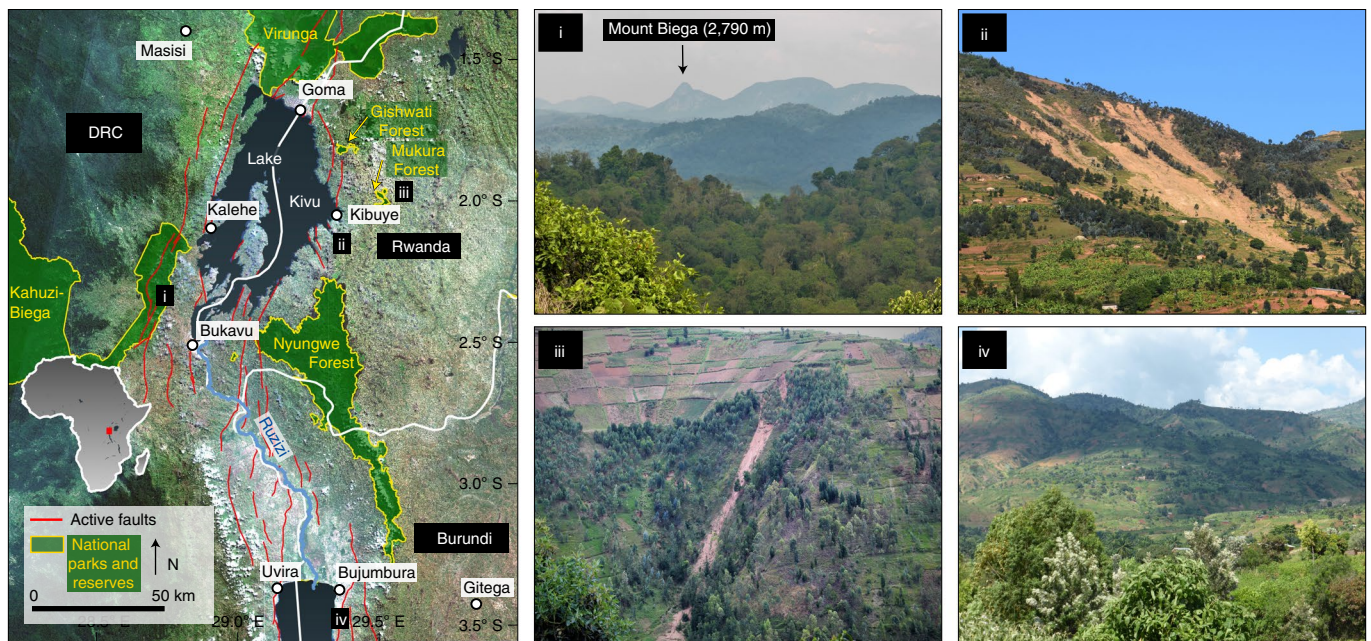 Masisi
Virunga
1.5° S
Goma
Gishwati
Forest
DRC
Mukura
Forest
Lake
iii
2.0° S
Kalehe
Kivu
Kibuye
ii
Rwanda
Kahuzi-
Biega
i
Bukavu
2.5° S
Nyungwe
Forest
Ruzizi
3.0° S
Active faults
National
parks and
reserves
N
Burundi
0
50 km
Uvira
Bujumbura
Gitega
iv
28.5° E
29.0° E
29.5° E
3.5° S
i
Mount Biega (2,790 m)
ii
iii
iv